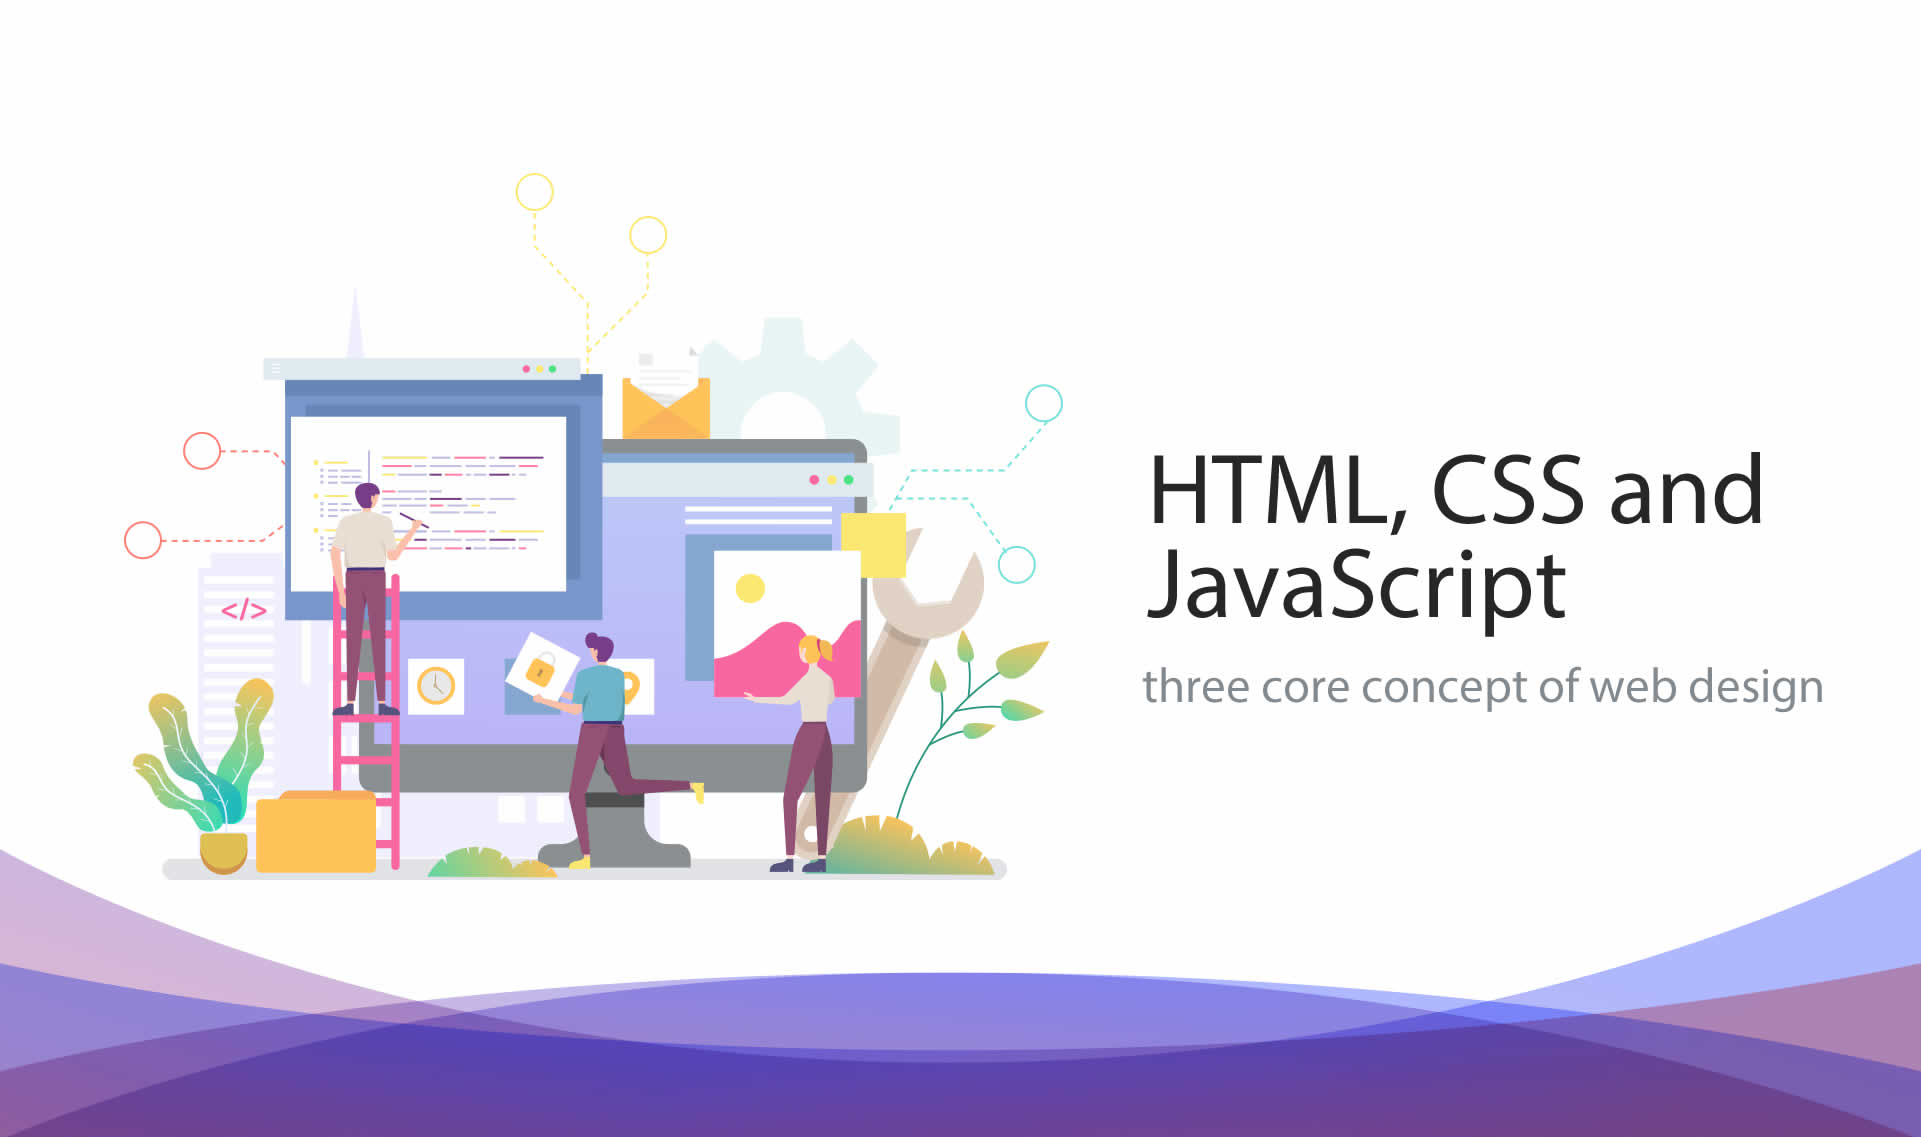 </>
HTML, CSS and
JavaScript
three core concept of web design